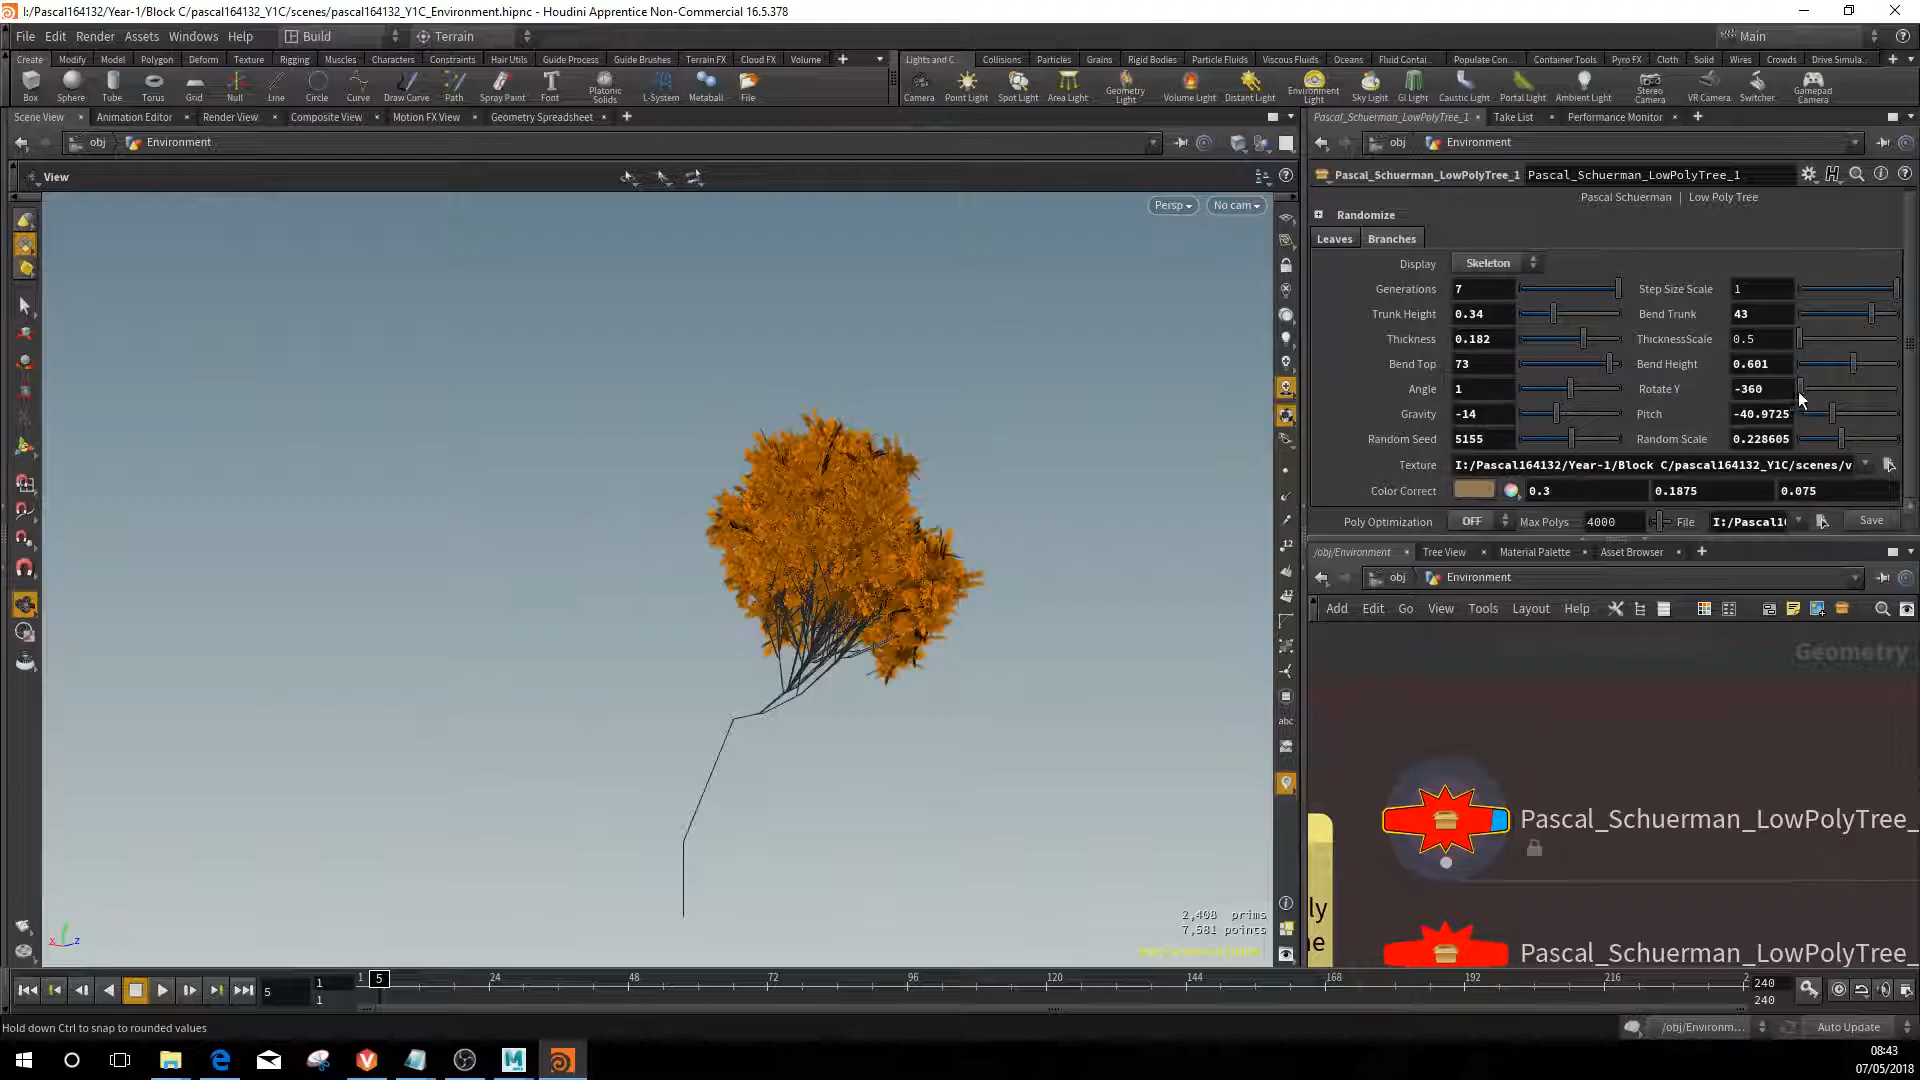 I:/Pascal164132/Year-1/Block C/pascal164132_Y1C/scenes/pascal164132_Y1C_Environment.hipnc - Houdini Apprentice Non-Commercial 16.5.378
File Edit Render Assets Windows Help Build Terrain Main
Create Modify Model Polygon Deform Texture Rigging Muscles Characters Constraints Hair Utils Guide Process Guide Brushes Terrain FX Cloud FX Volume
Lights and C... Collisions Particles Grains Rigid Bodies Particle Fluids Viscous Fluids Oceans Fluid Contai... Populate Con... Container Tools Pyro FX Cloth Solid Wires Crowds Drive Simula...
Box Sphere Tube Torus Grid Null Line Circle Curve Draw Curve Path Spray Paint Font Platonic Solids L-System Metaball File
Camera Point Light Spot Light Area Light Geometry Light Volume Light Distant Light Environment Light Sky Light GI Light Caustic Light Portal Light Ambient Light Stereo Camera VR Camera Switcher Gamepad Camera
Scene View Animation Editor Render View Composite View Motion FX View Geometry Spreadsheet
Pascal_Schuerman_LowPolyTree_1 Take List Performance Monitor
obj Environment
obj Environment
View
Persp No cam
Pascal_Schuerman_LowPolyTree_1 Pascal_Schuerman_LowPolyTree_1
Pascal Schuerman | Low Poly Tree
Randomize
Leaves Branches
Display Skeleton
Generations 7 Step Size Scale 1
Trunk Height 0.34 Bend Trunk 43
Thickness 0.182 ThicknessScale 0.5
Bend Top 73 Bend Height 0.601
Angle 1 Rotate Y -360
Gravity -14 Pitch -40.9725
Random Seed 5155 Random Scale 0.228605
Texture I:/Pascal164132/Year-1/Block C/pascal164132_Y1C/scenes/v
Color Correct 0.3 0.1875 0.075
Poly Optimization OFF Max Polys 4000 File I:/Pascal1 Save
/obj/Environment Tree View Material Palette Asset Browser
obj Environment
Add Edit Go View Tools Layout Help
Geometry
Pascal_Schuerman_LowPolyTree_
Pascal_Schuerman_LowPolyTree_
ly
ne
12
12
abc
2,408 prims
7,581 points
x z
5 1 1 1 5 24 48 72 96 120 144 168 192 216 2 240 240
Hold down Ctrl to snap to rounded values
/obj/Environm... Auto Update
08:43
07/05/2018